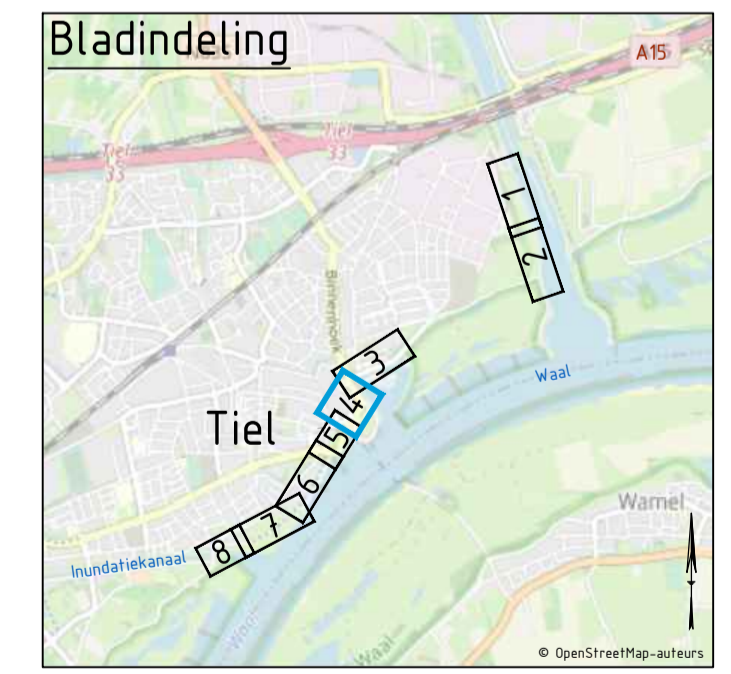 Bladindeling
A15
Tiel
33
Tiel
33
1
2
Binnenhoek
3
Waal
4
Tiel
5
6
Wamel
7
8
Inundatiekanaal
Waal
Waal
© OpenStreetMap-auteurs